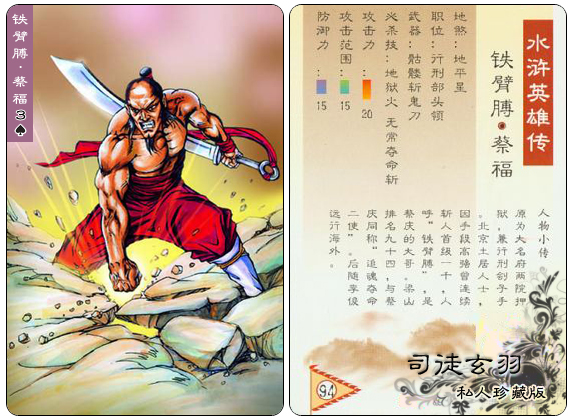 铁臂膊·蔡福
3♠
水浒英雄传
铁臂膊·蔡福
地煞:地平星
职位:行刑部头领
武器:骷髅斩鬼刀
必杀技:地狱火 无常夺命斩
攻击力: 20
攻击范围: 15
防御力: 15
人物小传
原为大名府两院押
狱,兼行刑刽子手
。北京土居人士,
因手段高强曾连续
斩人首级一千,人
呼“铁臂膊”,是
蔡庆的大哥。梁山
排名九十四,与蔡
庆同称“追魂夺命
二使”。后随李俊
远行海外。
94
司徒玄羽
私人珍藏版